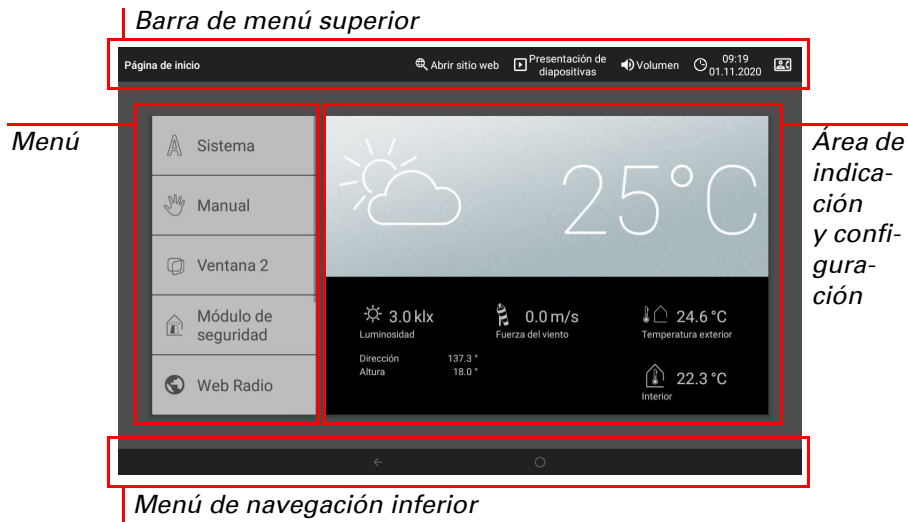 Barra de menú superior
Página de inicio
Abrir sitio web
Presentación de
diapositivas
Volumen
09:19
01.11.2020
Menú
Sistema
Manual
Ventana 2
Módulo de
seguridad
Web Radio
25°C
3.0 klx
Luminosidad
Dirección 137.3 °
Altura 18.0 °
0.0 m/s
Fuerza del viento
24.6 °C
Temperatura exterior
22.3 °C
Interior
Área de
indica-
ción
y confi-
gura-
ción
Menú de navegación inferior